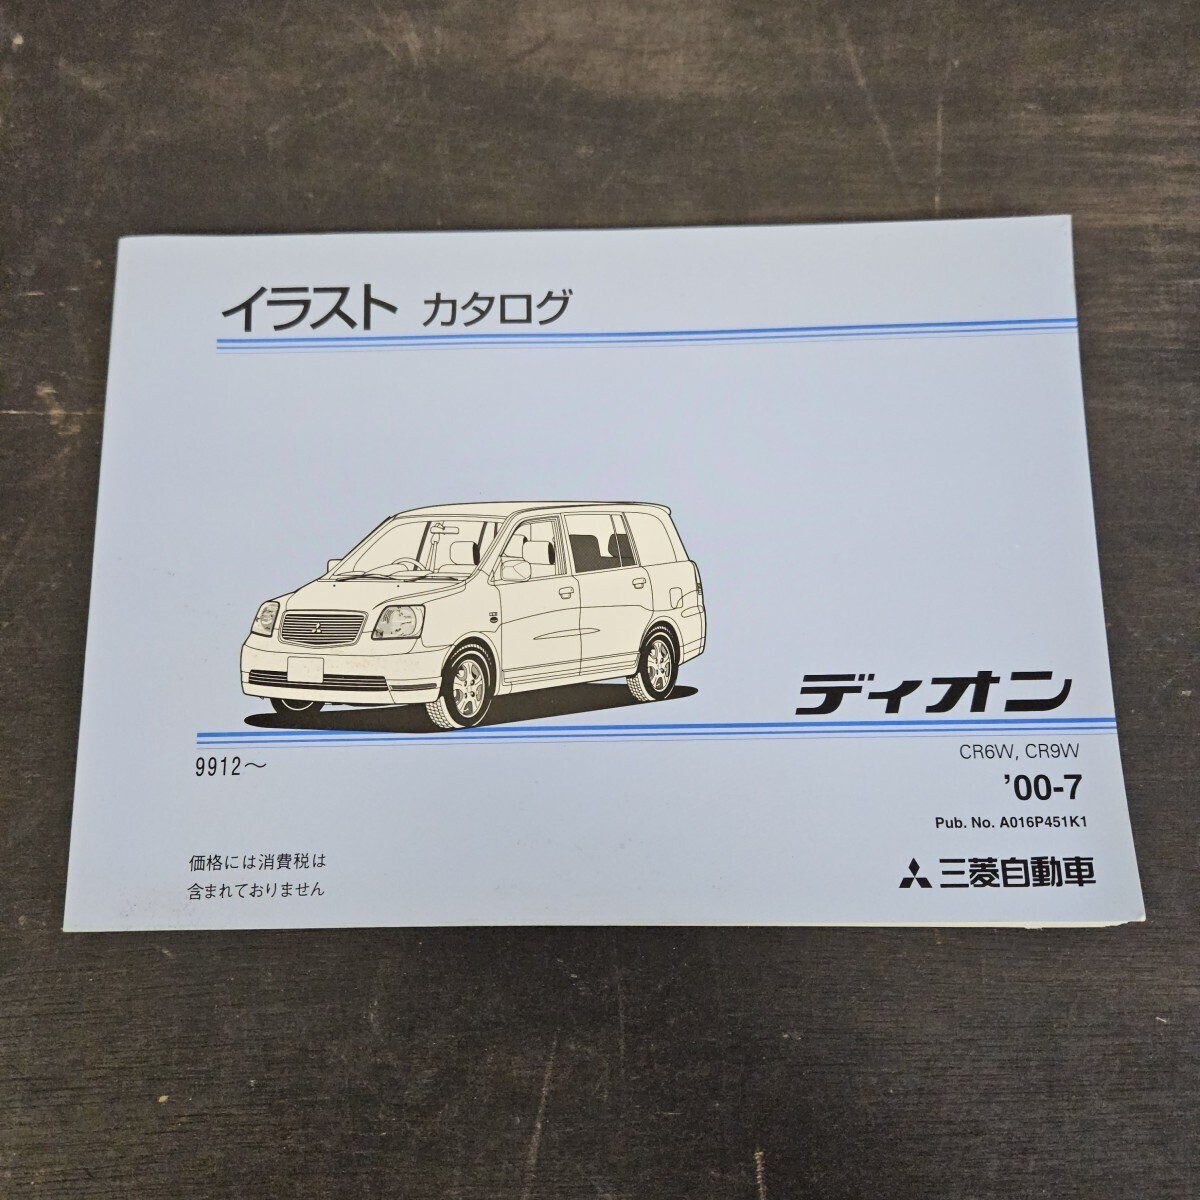 イラスト カタログ
ディオン
CR6W, CR9W
9912～
'00-7
Pub. No. A016P451K1
価格には消費税は
含まれておりません
三菱自動車